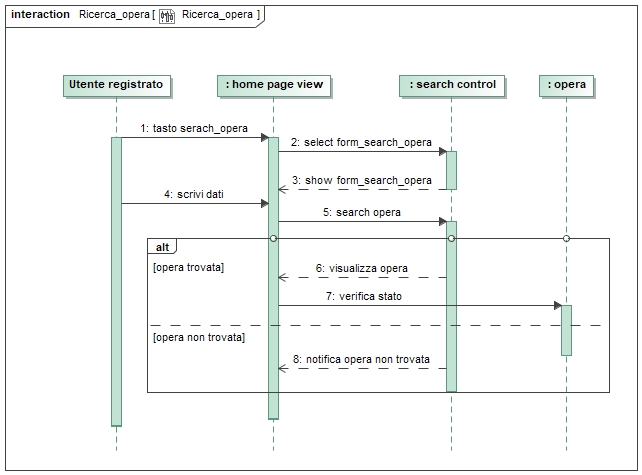 interaction Ricerca_opera [ Ricerca_opera ]
Utente registrato
: home page view
: search control
: opera
1: tasto serach_opera
2: select form_search_opera
3: show form_search_opera
4: scrivi dati
5: search opera
alt
[opera trovata]
6: visualizza opera
7: verifica stato
[opera non trovata]
8: notifica opera non trovata